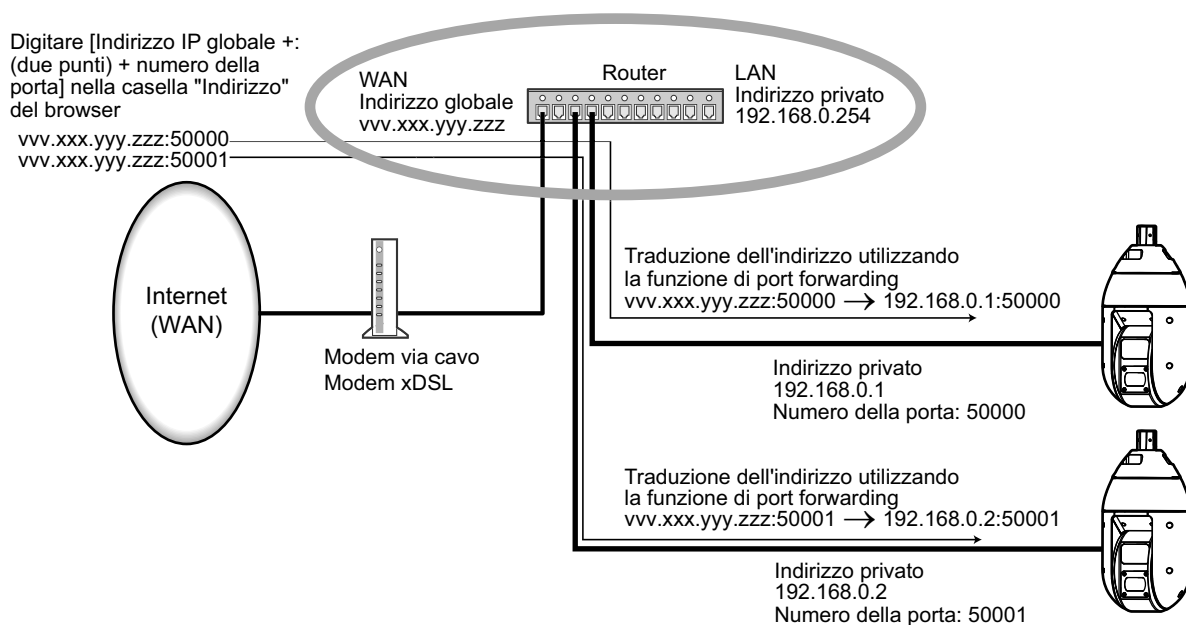 Digitare [Indirizzo IP globale +:
(due punti) + numero della
porta] nella casella "Indirizzo"
del browser
vvv.xxx.yyy.zzz:50000
vvv.xxx.yyy.zzz:50001
WAN
Indirizzo globale
vvv.xxx.yyy.zzz
Router
LAN
Indirizzo privato
192.168.0.254
Internet
(WAN)
Modem via cavo
Modem xDSL
Traduzione dell'indirizzo utilizzando
la funzione di port forwarding
vvv.xxx.yyy.zzz:50000 → 192.168.0.1:50000
Indirizzo privato
192.168.0.1
Numero della porta: 50000
Traduzione dell'indirizzo utilizzando
la funzione di port forwarding
vvv.xxx.yyy.zzz:50001 → 192.168.0.2:50001
Indirizzo privato
192.168.0.2
Numero della porta: 50001